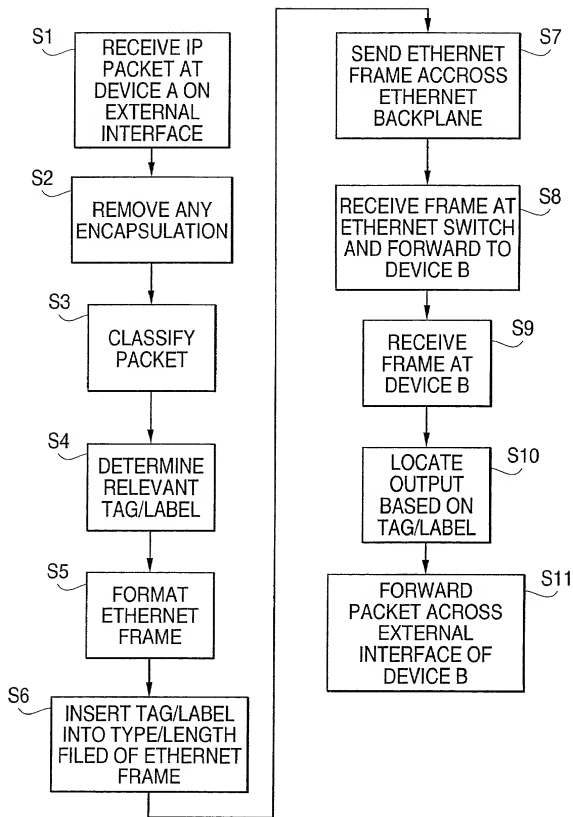 S1
RECEIVE IP
PACKET AT
DEVICE A ON
EXTERNAL
INTERFACE
S2
REMOVE ANY
ENCAPSULATION
S3
CLASSIFY
PACKET
S4
DETERMINE
RELEVANT
TAG/LABEL
S5
FORMAT
ETHERNET
FRAME
S6
INSERT TAG/LABEL
INTO TYPE/LENGTH
FILED OF ETHERNET
FRAME
S7
SEND ETHERNET
FRAME ACCROSS
ETHERNET
BACKPLANE
S8
RECEIVE FRAME AT
ETHERNET SWITCH
AND FORWARD TO
DEVICE B
S9
RECEIVE
FRAME AT
DEVICE B
S10
LOCATE
OUTPUT
BASED ON
TAG/LABEL
S11
FORWARD
PACKET ACROSS
EXTERNAL
INTERFACE OF
DEVICE B